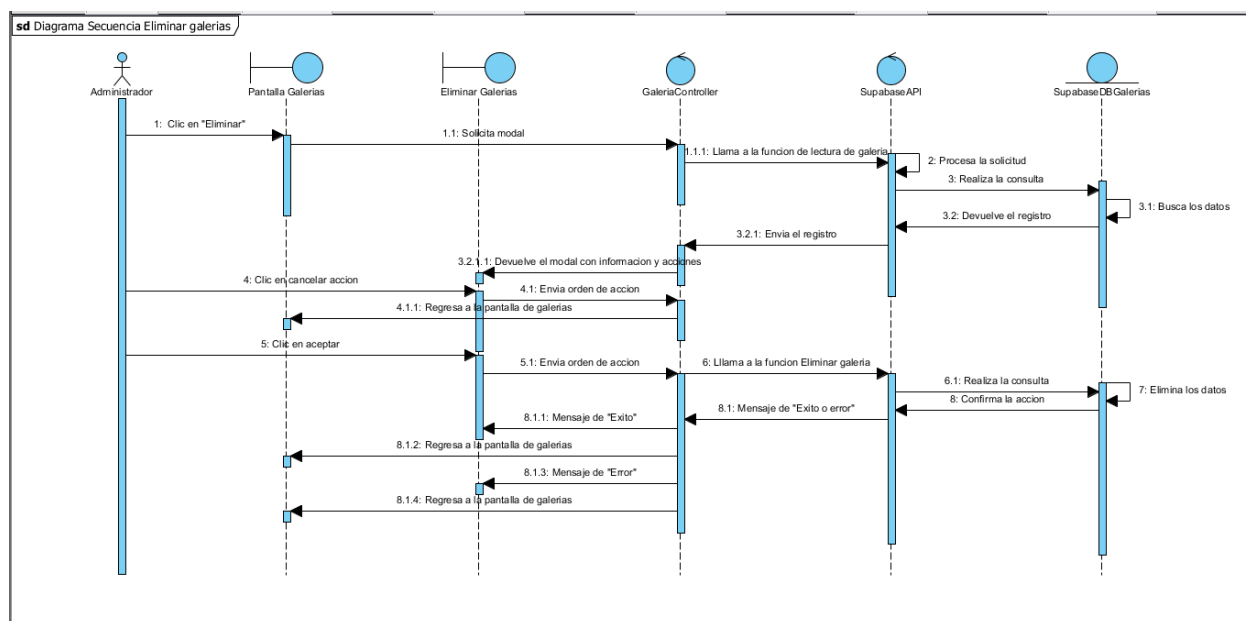 sd Diagrama Secuencia Eliminar galerias
Administrador
Pantalla Galerias
Eliminar Galerias
GaleriaController
SupabaseAPI
SupabaseDBGalerias
1: Clic en "Eliminar"
1.1: Solicita modal
1.1.1: Llama a la funcion de lectura de galeria
2: Procesa la solicitud
3: Realiza la consulta
3.1: Busca los datos
3.2: Devuelve el registro
3.2.1: Envia el registro
3.2.1.1: Devuelve el modal con informacion y acciones
4: Clic en cancelar accion
4.1: Envia orden de accion
4.1.1: Regresa a la pantalla de galerias
5: Clic en aceptar
5.1: Envia orden de accion
6: Lllama a la funcion Eliminar galeria
6.1: Realiza la consulta
7: Elimina los datos
8: Confirma la accion
8.1: Mensaje de "Exito o error"
8.1.1: Mensaje de "Exito"
8.1.2: Regresa a la pantalla de galerias
8.1.3: Mensaje de "Error"
8.1.4: Regresa a la pantalla de galerias